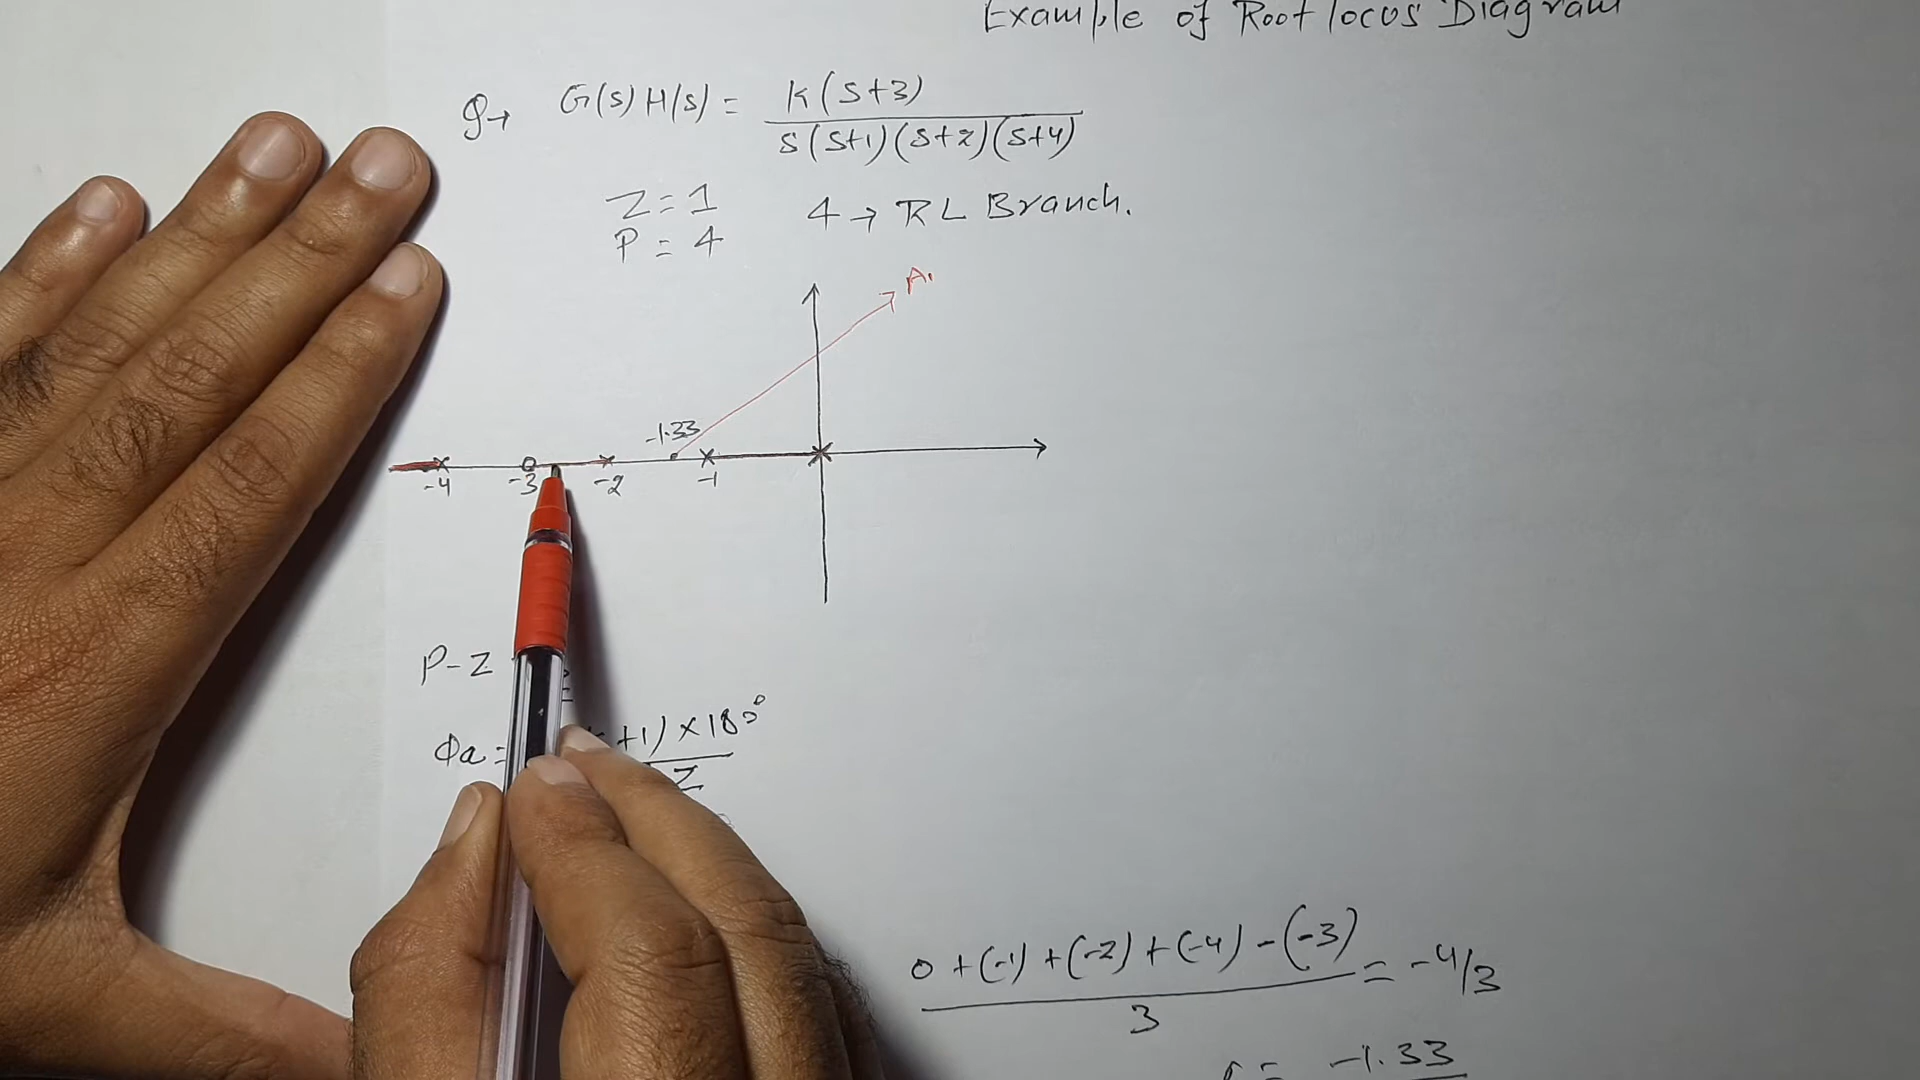 Example of Root locus Diagram
Q→ G(s)H(s) = K(s+3)
s(s+1)(s+2)(s+4)
Z = 1
4 → RL Branch.
P = 4
A.
-1.33
-4 -3 -2 -1
P-Z
Φa = +1) × 180°
Z
0 + (-1) + (-2) + (-4) - (-3) = -4/3
3
= -1.33